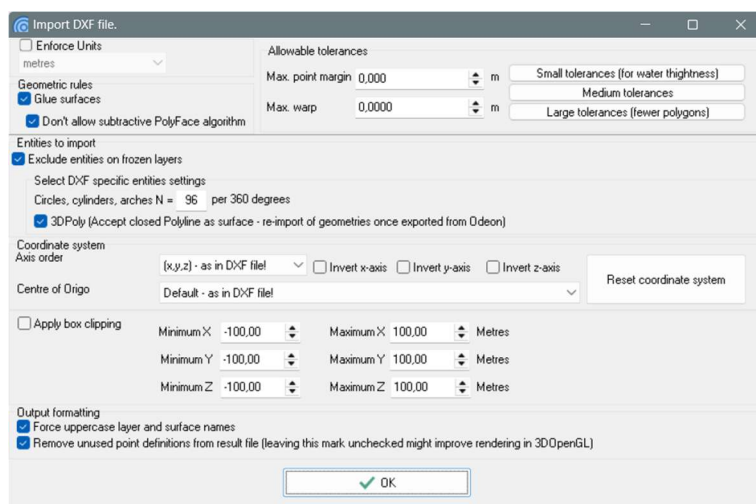 Import DXF file.
Enforce Units
metres
Geometric rules
Glue surfaces
Don't allow subtractive PolyFace algorithm
Allowable tolerances
Max. point margin 0,000 m
Max. warp 0,0000 m
Small tolerances (for water thightness)
Medium tolerances
Large tolerances (fewer polygons)
Entities to import
Exclude entities on frozen layers
Select DXF specific entities settings
Circles, cylinders, arches N = 96 per 360 degrees
3DPoly (Accept closed Polyline as surface - re-import of geometries once exported from Odeon)
Coordinate system
Axis order
(x,y,z) - as in DXF file! Invert x-axis Invert y-axis Invert z-axis
Centre of Origo Default - as in DXF file!
Reset coordinate system
Apply box clipping
Minimum X -100,00 Maximum X 100,00 Metres
Minimum Y -100,00 Maximum Y 100,00 Metres
Minimum Z -100,00 Maximum Z 100,00 Metres
Output formatting
Force uppercase layer and surface names
Remove unused point definitions from result file (leaving this mark unchecked might improve rendering in 3DOpenGL)
OK